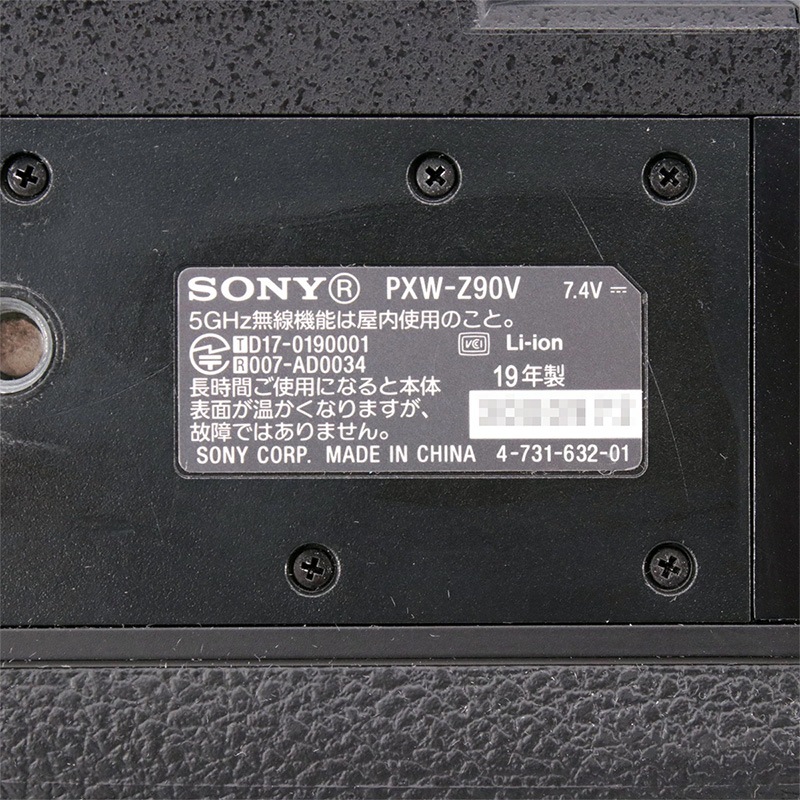 SONY® PXW-Z90V 7.4V ⎓
5GHz無線機能は屋内使用のこと。
T D17-0190001 VCI Li-ion
R 007-AD0034
19年製
長時間ご使用になると本体
表面が温かくなりますが、
故障ではありません。
SONY CORP. MADE IN CHINA 4-731-632-01